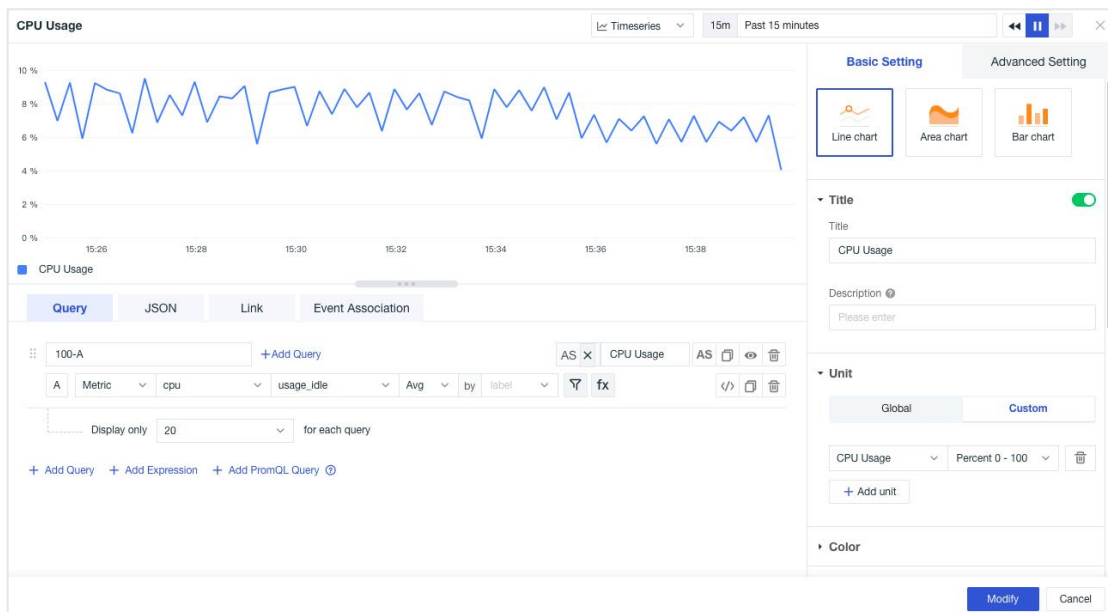 CPU Usage
Timeseries
15m Past 15 minutes
10 %
8 %
6 %
4 %
2 %
0 %
15:26 15:28 15:30 15:32 15:34 15:36 15:38
CPU Usage
Query JSON Link Event Association
100-A +Add Query AS × CPU Usage AS
A Metric cpu usage_idle Avg by label fx </>
Display only 20 for each query
+ Add Query + Add Expression + Add PromQL Query ?
Basic Setting Advanced Setting
Line chart Area chart Bar chart
Title
Title
CPU Usage
Description ?
Please enter
Unit
Global Custom
CPU Usage Percent 0 - 100
+ Add unit
Color
Modify Cancel